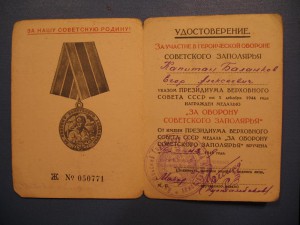 ЗА НАШУ СОВЕТСКУЮ РОДИНУ!
Ж № 050771
УДОСТОВЕРЕНИЕ.
ЗА УЧАСТИЕ В ГЕРОИЧЕСКОЙ ОБОРОНЕ
СОВЕТСКОГО ЗАПОЛЯРЬЯ
Капитан
Егор
УКАЗОМ ПРЕЗИДИУМА ВЕРХОВНОГО
СОВЕТА СССР от 5 декабря 1944 года
НАГРАЖДЕН МЕДАЛЬЮ
„ЗА ОБОРОНУ
СОВЕТСКОГО ЗАПОЛЯРЬЯ“
От имени ПРЕЗИДИУМА ВЕРХОВНОГО
СОВЕТА СССР МЕДАЛЬ „ЗА ОБОРОНУ
СОВЕТСКОГО ЗАПОЛЯРЬЯ“ ВРУЧЕНА